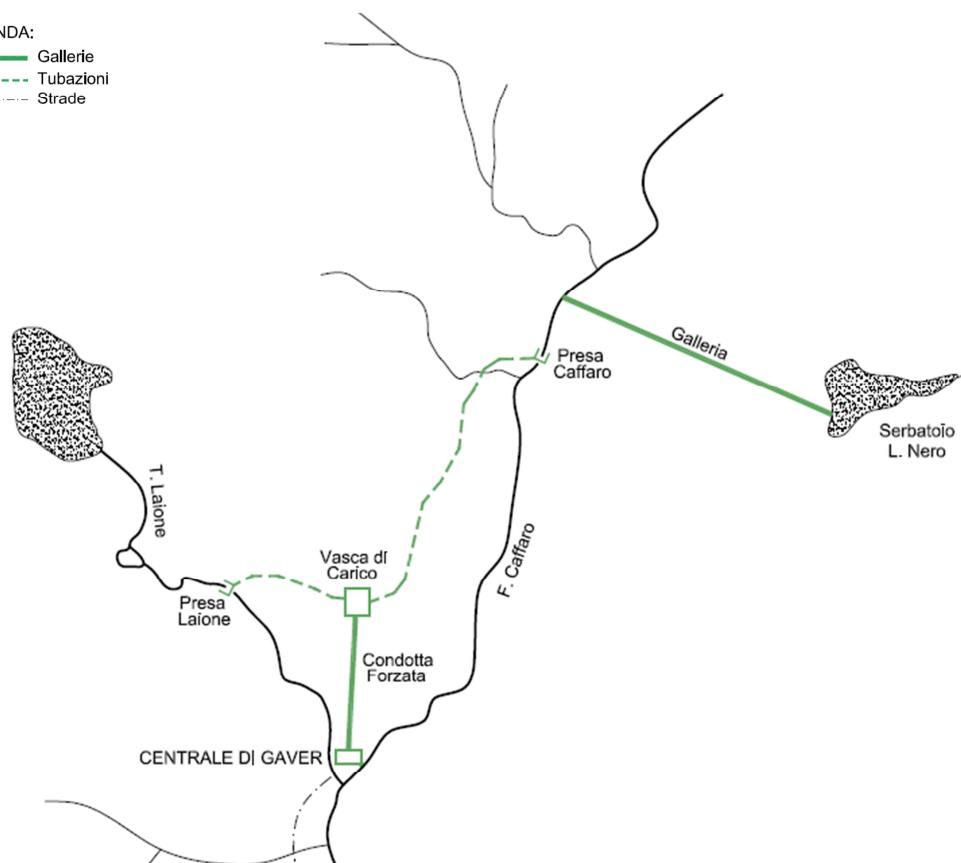 NDA:
Gallerie
Tubazioni
Strade
Galleria
Presa
Caffaro
Serbatoio
L. Nero
T. Laione
F. Caffaro
Vasca di
Carico
Presa
Laione
Condotta
Forzata
CENTRALE DI GAVER